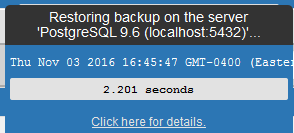 Restoring backup on the server
'PostgreSQL 9.6 (localhost:5432)'...
Thu Nov 03 2016 16:45:47 GMT-0400 (Easter
2.201 seconds
Click here for details.